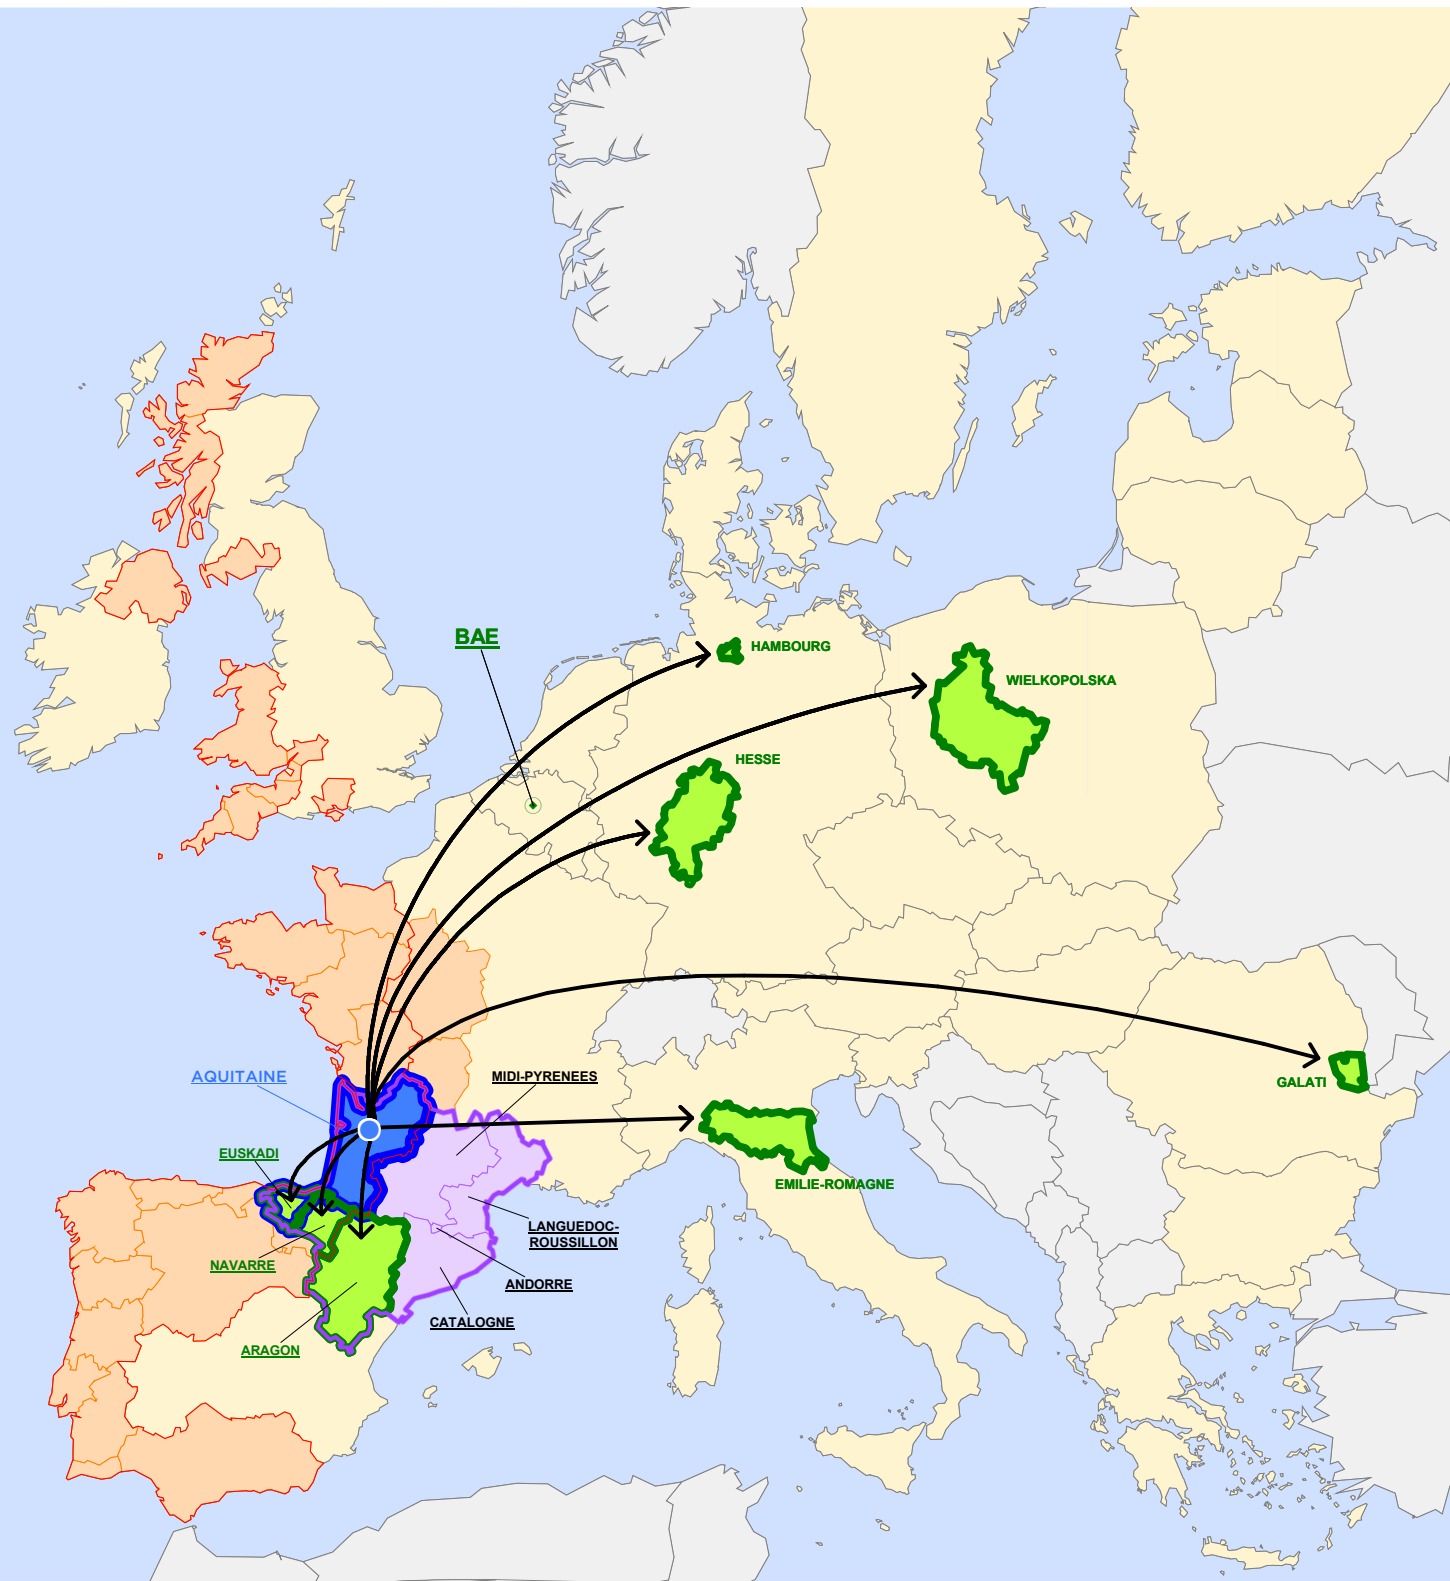 BAE
HAMBOURG
WIELKOPOLSKA
HESSE
AQUITAINE
MIDI-PYRENEES
GALATI
EUSKADI
EMILIE-ROMAGNE
LANGUEDOC-
ROUSSILLON
NAVARRE
ANDORRE
CATALOGNE
ARAGON